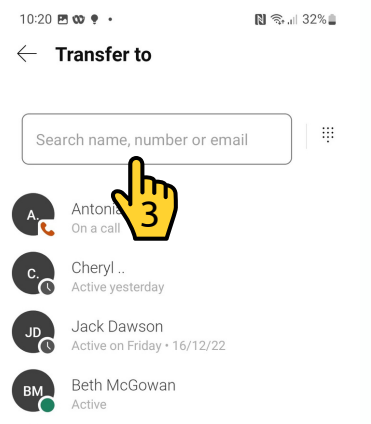 10:20 32%
Transfer to
Search name, number or email
A.
On a call
3
C.
Cheryl ..
Active yesterday
JD
Jack Dawson
Active on Friday • 16/12/22
BM
Beth McGowan
Active